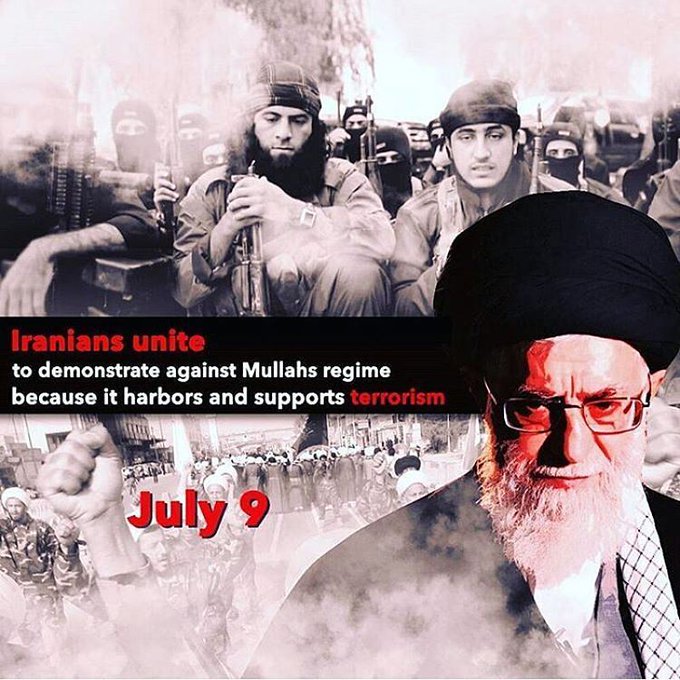 Iranians unite
to demonstrate against Mullahs regime
because it harbors and supports terrorism
July 9